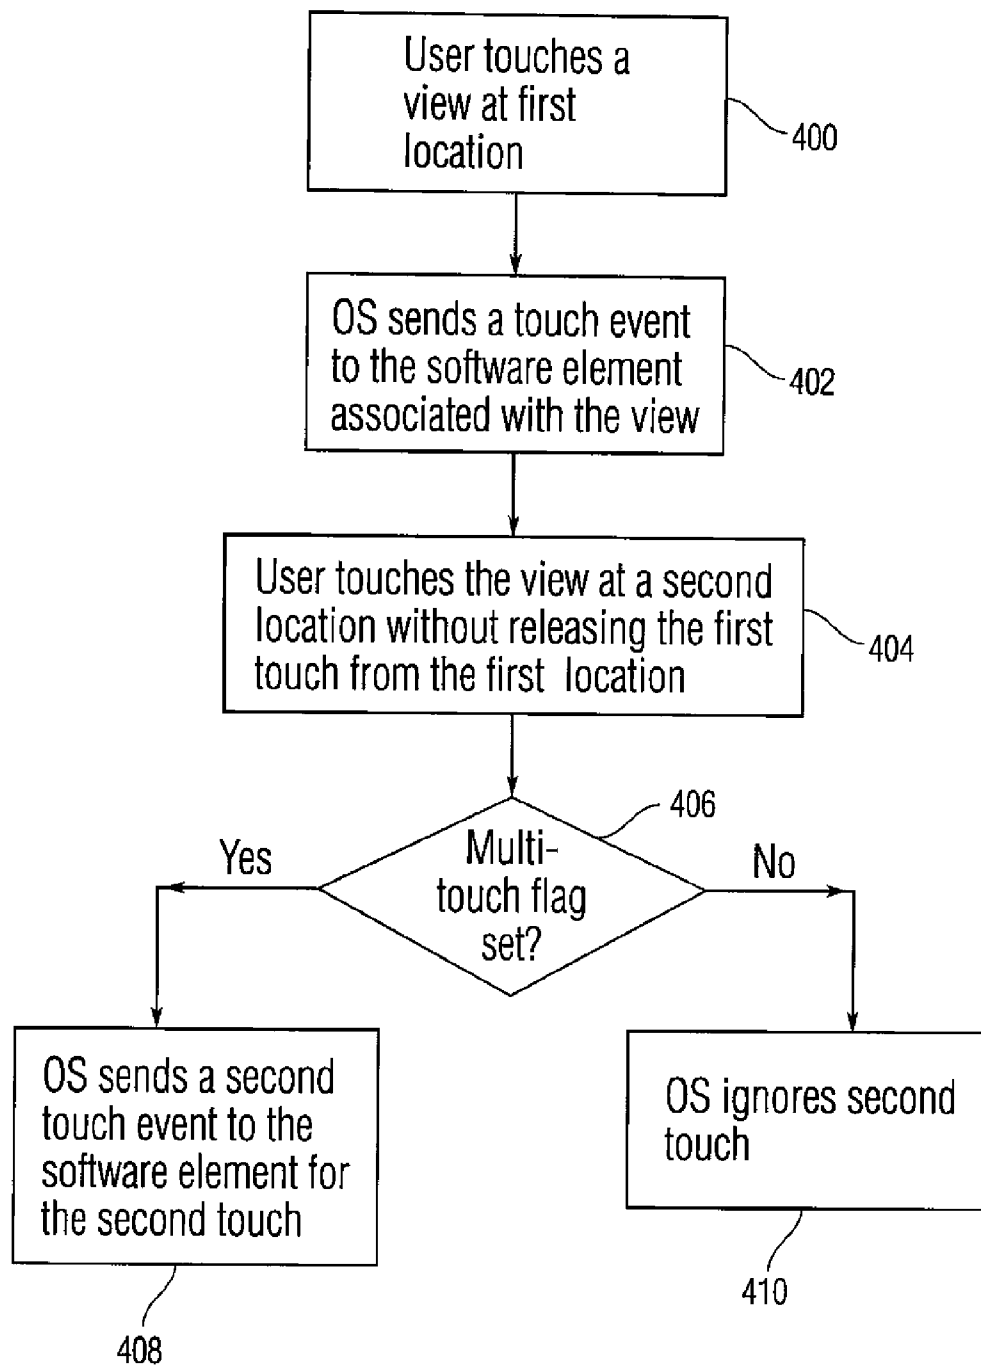 User touches a
view at first
location
400
OS sends a touch event
to the software element
associated with the view
402
User touches the view at a second
location without releasing the first
touch from the first location
404
406
Multi-
touch flag
set?
Yes
No
OS sends a second
touch event to the
software element for
the second touch
408
OS ignores second
touch
410